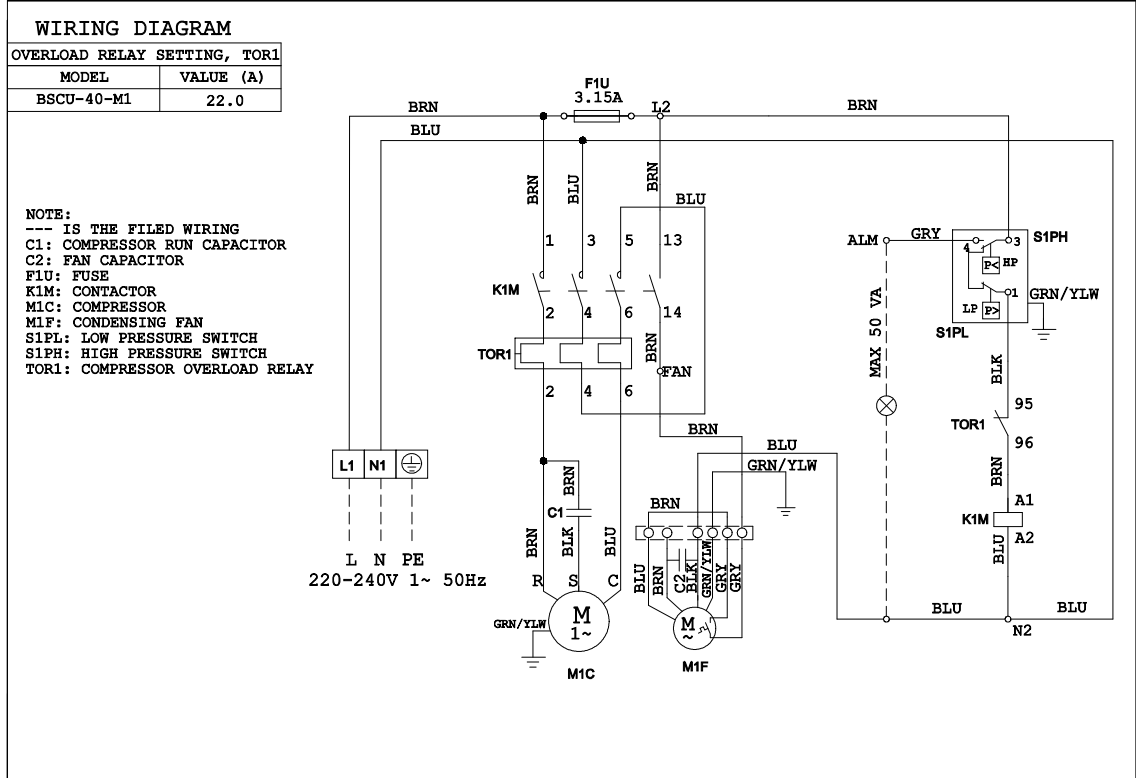 WIRING DIAGRAM
OVERLOAD RELAY SETTING, TOR1
MODEL VALUE (A)
BSCU-40-M1 22.0
F1U
3.15A
BRN L2 BRN
BLU
BRN BLU BRN
BLU
NOTE:
--- IS THE FILED WIRING
C1: COMPRESSOR RUN CAPACITOR
C2: FAN CAPACITOR
F1U: FUSE
K1M: CONTACTOR
M1C: COMPRESSOR
M1F: CONDENSING FAN
S1PL: LOW PRESSURE SWITCH
S1PH: HIGH PRESSURE SWITCH
TOR1: COMPRESSOR OVERLOAD RELAY
1 3 5 13
ALM GRY 4 3 S1PH
P< HP
K1M
1 GRN/YLW
LP P>
2 4 6 14
S1PL
MAX 50 VA
BRN
TOR1
FAN
BLK
2 4 6
95
TOR1
96
BRN
BLU
GRN/YLW
L1 N1
BRN
BRN
BRN
C1
A1
K1M
A2
BRN BLK BLU
BLU
L N PE
220-240V 1~ 50Hz
R S C
BLU BRN C2 BLK GRN/YLW GRY GRY
BLU BLU
N2
GRN/YLW
M
1~
M
~
M1C
M1F